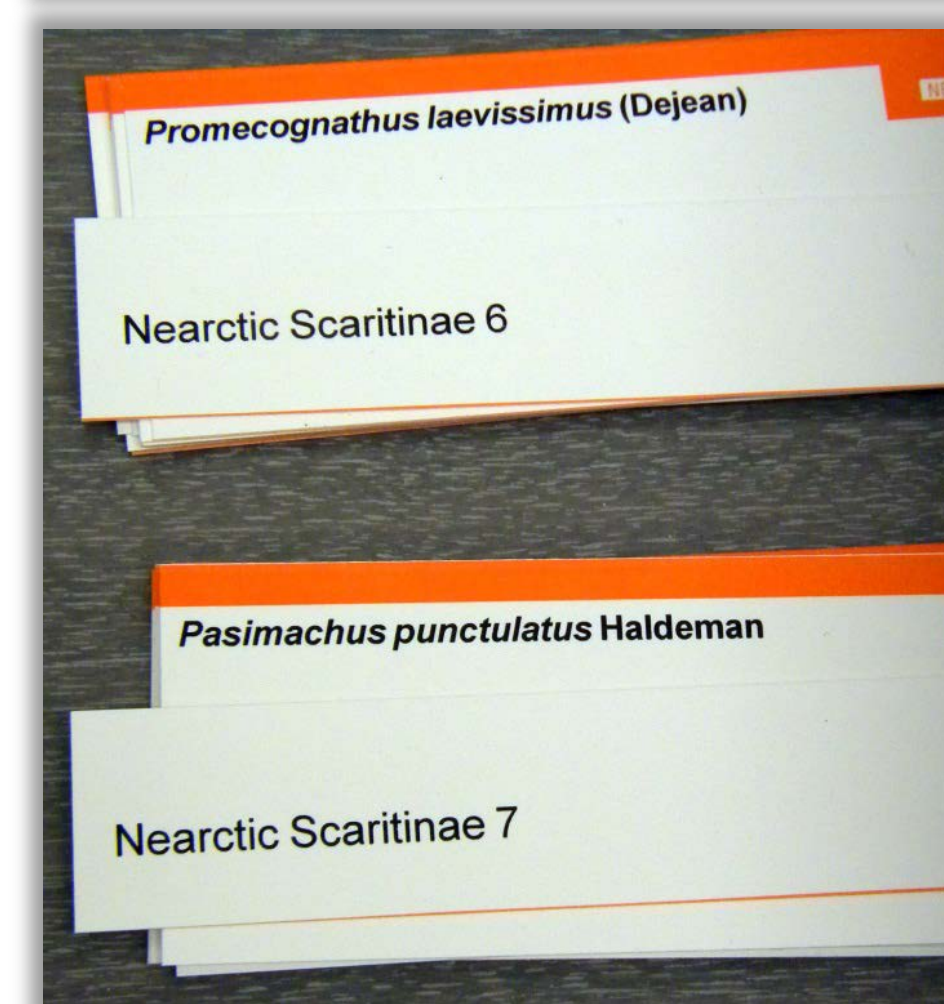 Promecognathus laevissimus (Dejean)
Nearctic Scaritinae 6
Pasimachus punctulatus Haldeman
Nearctic Scaritinae 7